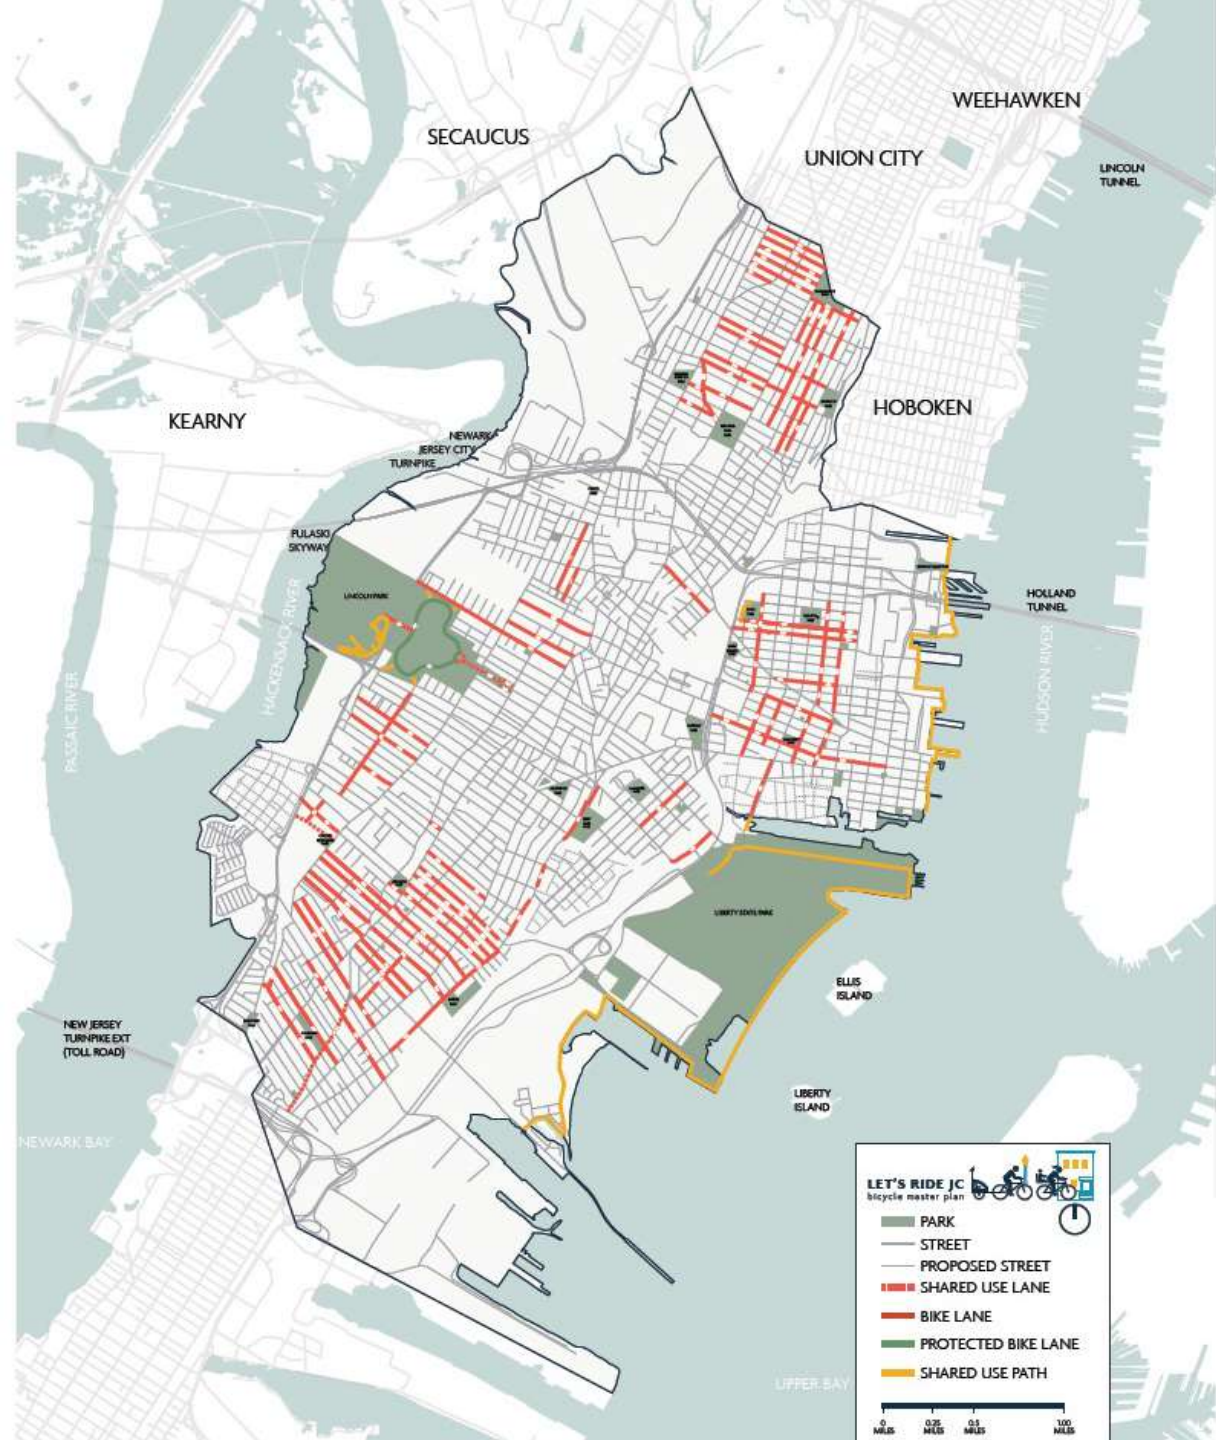 WEEHAWKEN
SECAUCUS
UNION CITY
LINCOLN
TUNNEL
KEARNY
HOBOKEN
NEWARK
JERSEY CITY
TURNPIKE
PULASKI
SKYWAY
LINCOLN PARK
HOLLAND
TUNNEL
HACKENSACK RIVER
HUDSON RIVER
PASSAIC RIVER
LIBERTY STATE PARK
ELLIS
ISLAND
NEW JERSEY
TURNPIKE EXT
(TOLL ROAD)
LIBERTY
ISLAND
NEWARK BAY
UPPER BAY
LET'S RIDE JC
bicycle master plan
PARK
STREET
PROPOSED STREET
SHARED USE LANE
BIKE LANE
PROTECTED BIKE LANE
SHARED USE PATH
0 0.25 0.5 1.00
MILES MILES MILES MILES